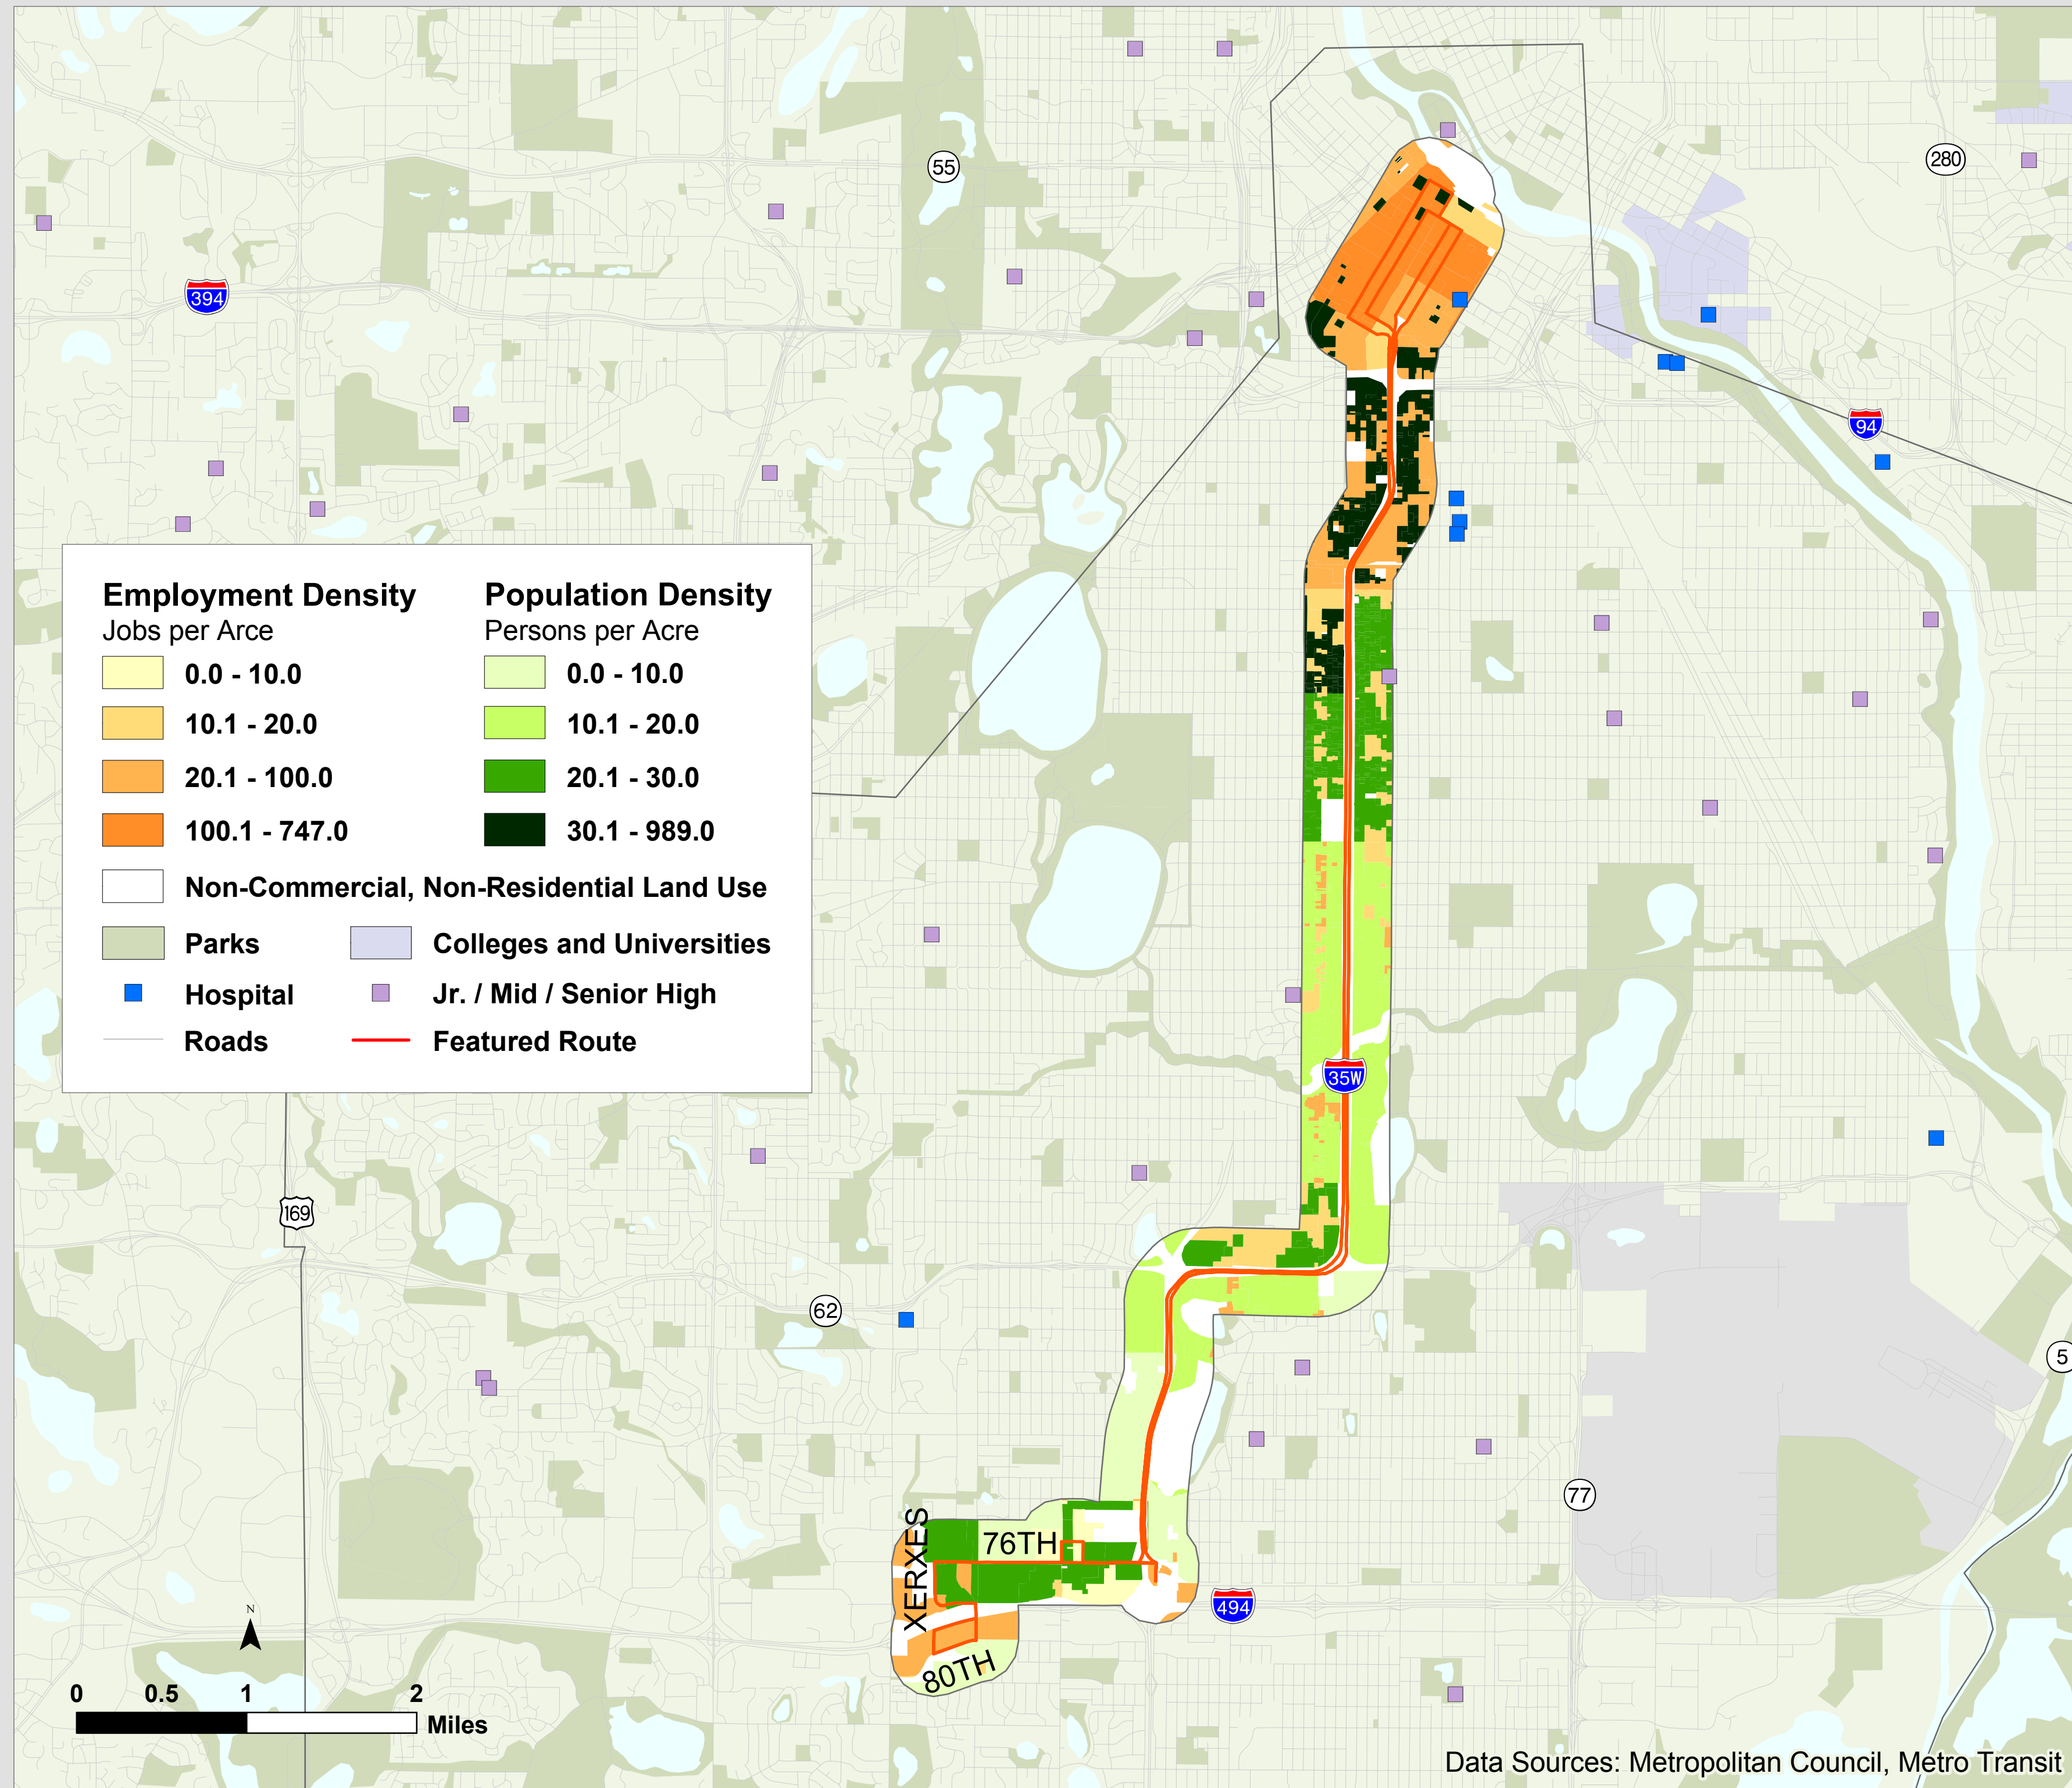 55
280
394
94
Employment Density
Jobs per Arce
0.0 - 10.0
10.1 - 20.0
20.1 - 100.0
100.1 - 747.0
Population Density
Persons per Acre
0.0 - 10.0
10.1 - 20.0
20.1 - 30.0
30.1 - 989.0
Non-Commercial, Non-Residential Land Use
Parks
Colleges and Universities
Hospital
Jr. / Mid / Senior High
Roads
Featured Route
35W
169
62
5
77
XERXES
76TH
494
80TH
N
0 0.5 1 2
Miles
Data Sources: Metropolitan Council, Metro Transit